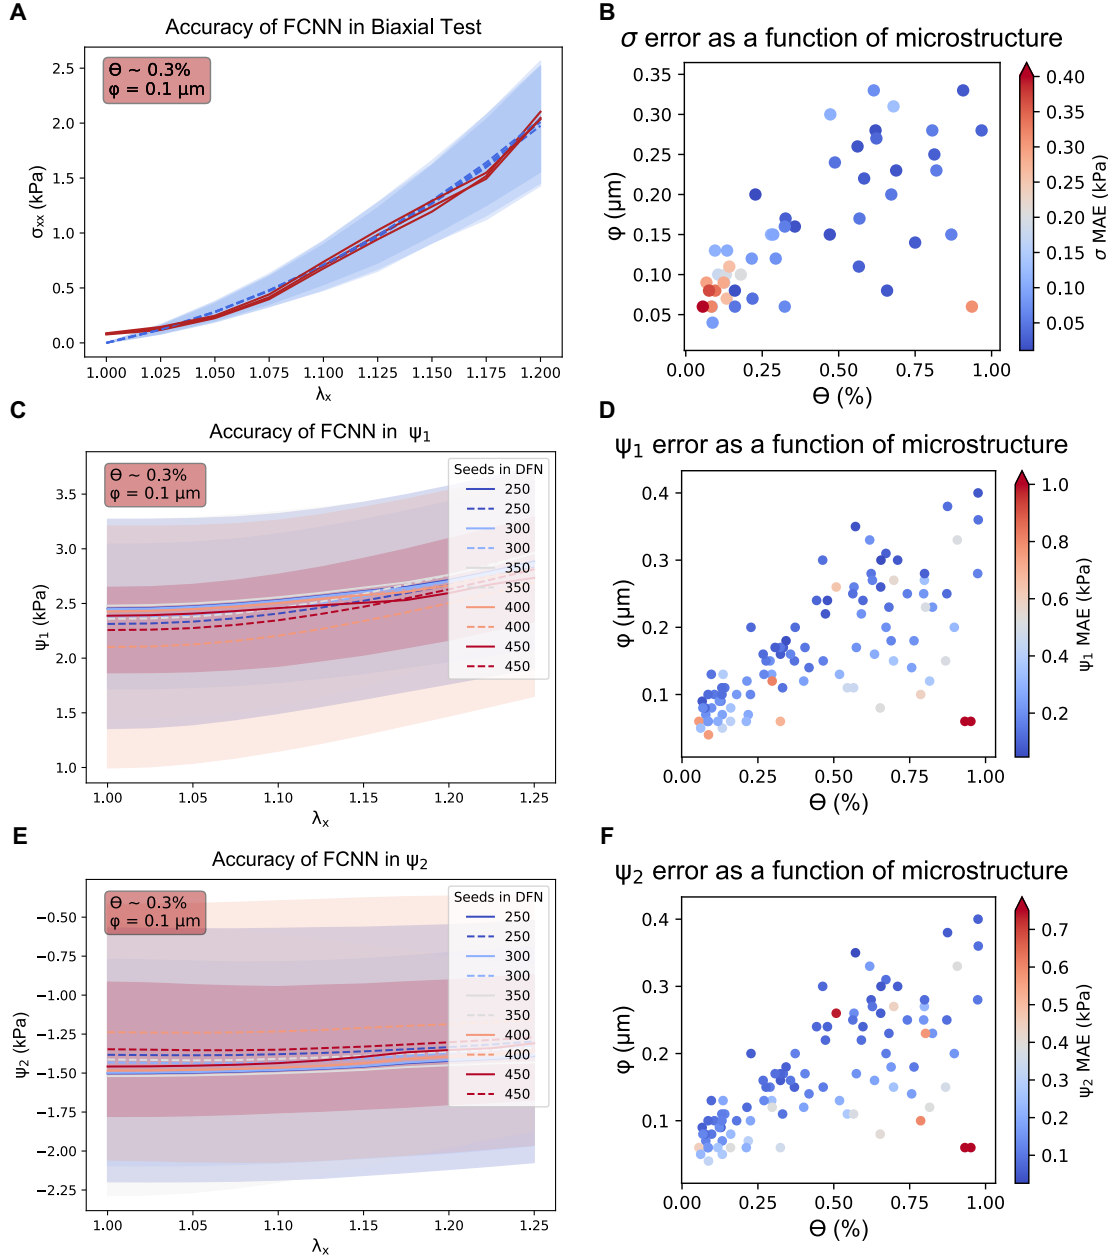 A
Accuracy of FCNN in Biaxial Test
ϴ ~ 0.3%
φ = 0.1 μm
2.5
2.0
1.5
1.0
0.5
0.0
σxx (kPa)
1.000 1.025 1.050 1.075 1.100 1.125 1.150 1.175 1.200
λx
B
σ error as a function of microstructure
0.35
0.30
0.25
0.20
0.15
0.10
0.05
φ (μm)
0.00 0.25 0.50 0.75 1.00
ϴ (%)
0.40
0.35
0.30
0.25
0.20
0.15
0.10
0.05
σ MAE (kPa)
C
Accuracy of FCNN in ψ1
ϴ ~ 0.3%
φ = 0.1 μm
Seeds in DFN
250
250
300
300
350
350
400
400
450
450
3.5
3.0
2.5
2.0
1.5
1.0
ψ1 (kPa)
1.00 1.05 1.10 1.15 1.20 1.25
λx
D
ψ1 error as a function of microstructure
0.4
0.3
0.2
0.1
φ (μm)
0.00 0.25 0.50 0.75 1.00
ϴ (%)
1.0
0.8
0.6
0.4
0.2
ψ1 MAE (kPa)
E
Accuracy of FCNN in ψ2
ϴ ~ 0.3%
φ = 0.1 μm
Seeds in DFN
250
250
300
300
350
350
400
400
450
450
−0.50
−0.75
−1.00
−1.25
−1.50
−1.75
−2.00
−2.25
ψ2 (kPa)
1.00 1.05 1.10 1.15 1.20 1.25
λx
F
ψ2 error as a function of microstructure
0.4
0.3
0.2
0.1
φ (μm)
0.00 0.25 0.50 0.75 1.00
ϴ (%)
0.7
0.6
0.5
0.4
0.3
0.2
0.1
ψ2 MAE (kPa)